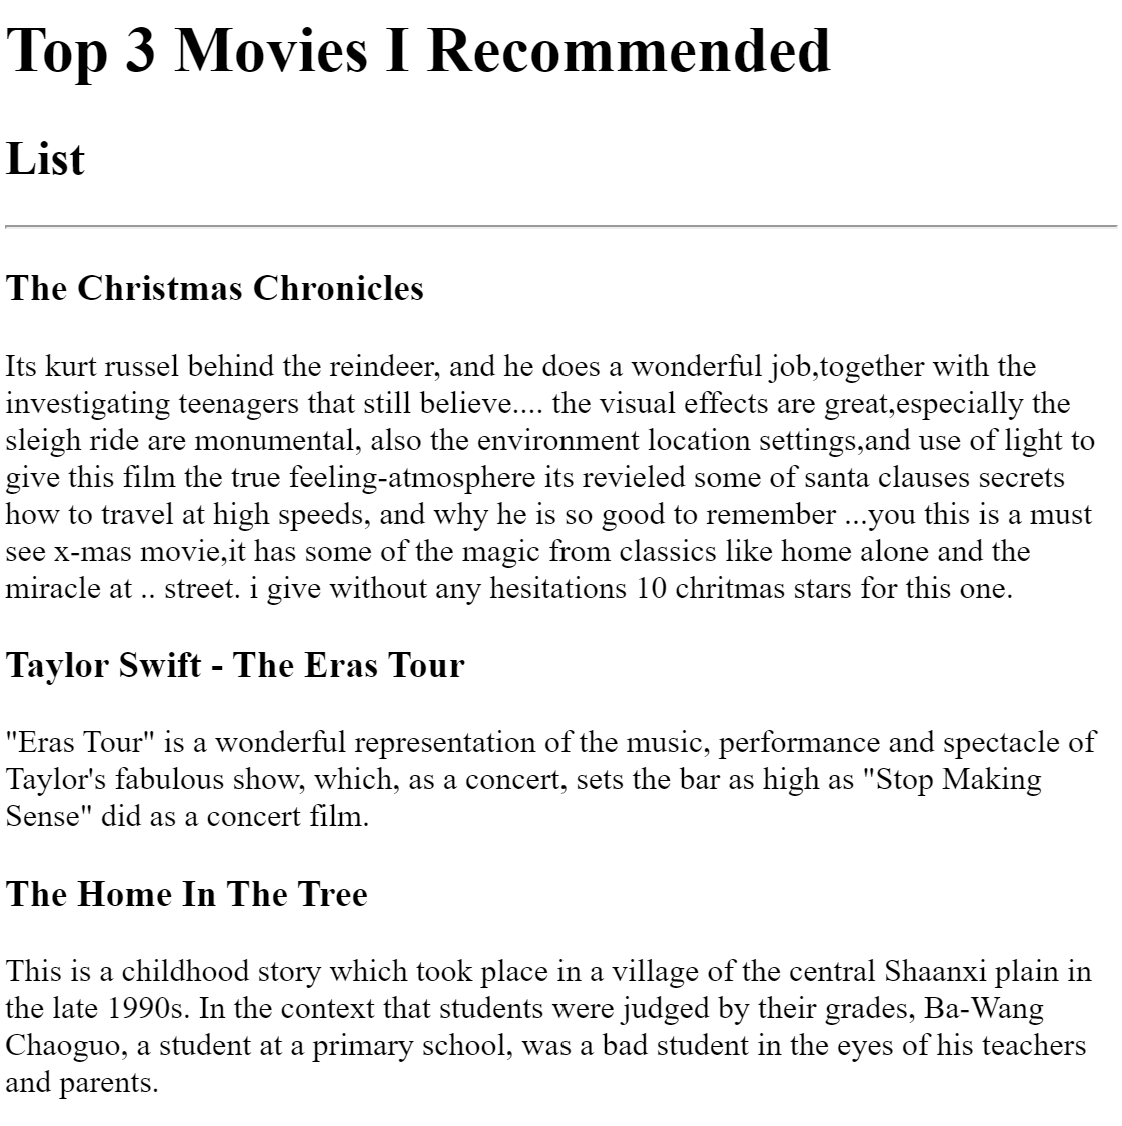 Top 3 Movies I Recommended
List
The Christmas Chronicles
Its kurt russel behind the reindeer, and he does a wonderful job,together with the
investigating teenagers that still believe.... the visual effects are great,especially the
sleigh ride are monumental, also the environment location settings,and use of light to
give this film the true feeling-atmosphere its revieled some of santa clauses secrets
how to travel at high speeds, and why he is so good to remember ...you this is a must
see x-mas movie,it has some of the magic from classics like home alone and the
miracle at .. street. i give without any hesitations 10 chritmas stars for this one.
Taylor Swift - The Eras Tour
"Eras Tour" is a wonderful representation of the music, performance and spectacle of
Taylor's fabulous show, which, as a concert, sets the bar as high as "Stop Making
Sense" did as a concert film.
The Home In The Tree
This is a childhood story which took place in a village of the central Shaanxi plain in
the late 1990s. In the context that students were judged by their grades, Ba-Wang
Chaoguo, a student at a primary school, was a bad student in the eyes of his teachers
and parents.